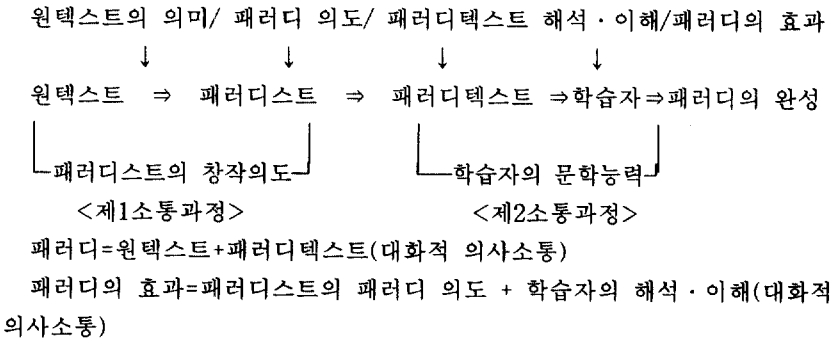 원텍스트의 의미/ 패러디 의도/ 패러디텍스트 해석·이해/패러디의 효과
↓ ↓ ↓ ↓
원텍스트 ⇒ 패러디스트 ⇒ 패러디텍스트 ⇒학습자⇒패러디의 완성
패러디스트의 창작의도 학습자의 문학능력
<제1소통과정> <제2소통과정>
패러디=원텍스트+패러디텍스트(대화적 의사소통)
패러디의 효과=패러디스트의 패러디 의도 + 학습자의 해석·이해(대화적
의사소통)